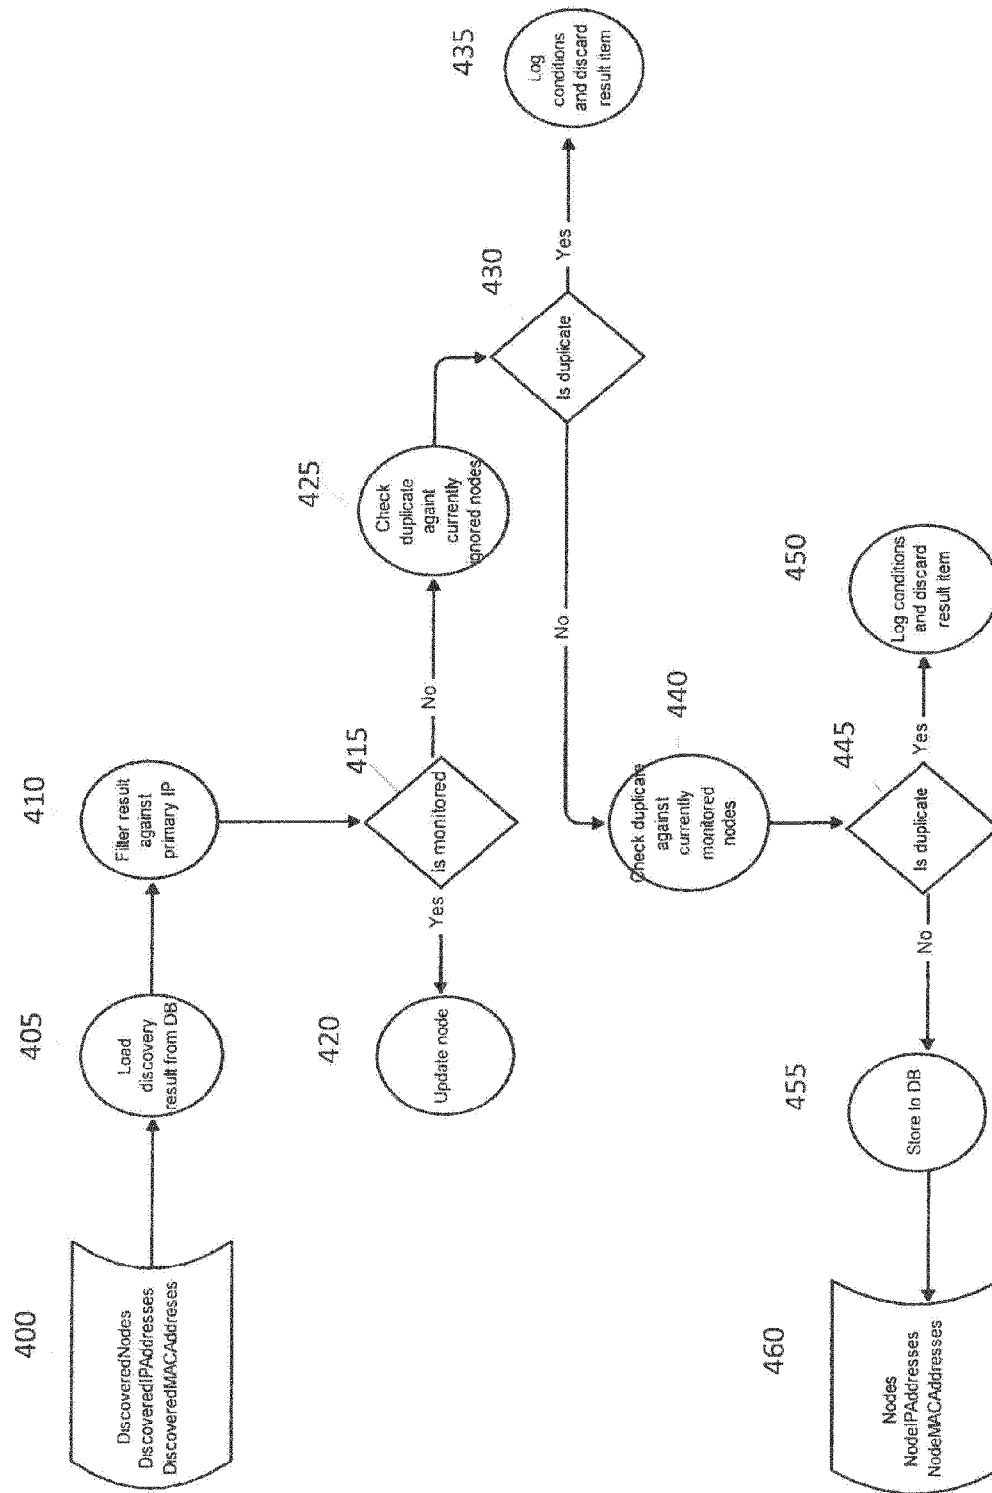 400
DiscoveredNodes
DiscoveredIPAddresses
DiscoveredMACAddreses
405
Load
discovery
result from DB
410
Filter result
against
primary IP
415
is monitored
Yes
No
420
Update node
425
Check
duplicate
againt
currently
ignored nodes
430
Is duplicate
Yes
No
435
Log
conditions
and discard
result item
440
Check duplicate
against
currently
monitored
nodes
445
Is duplicate
Yes
No
450
Log conditions
and discard
result item
455
Store to DB
460
Nodes
NodeIPAddresses
NodeMACAddresses